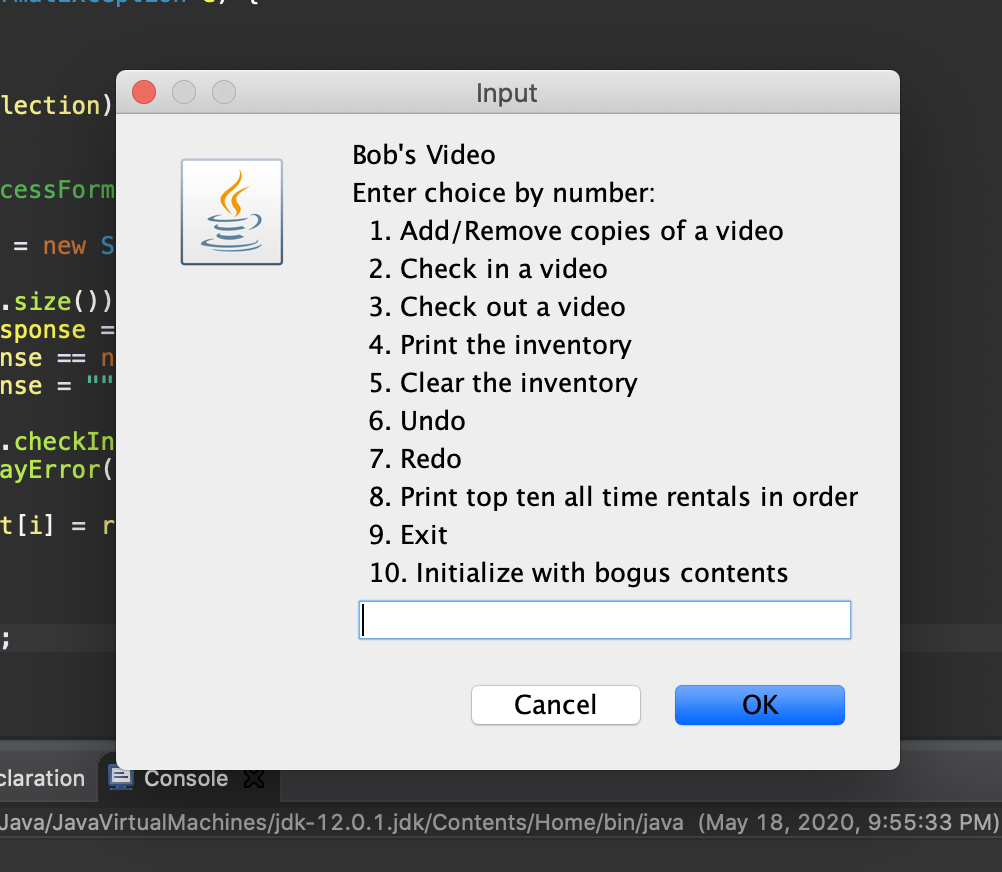 lection)
cessForm
= new S
.size())
sponse =
nse == n
nse = ""
.checkIn
ayError(
t[i] = r
;
Input
Bob's Video
Enter choice by number:
1. Add/Remove copies of a video
2. Check in a video
3. Check out a video
4. Print the inventory
5. Clear the inventory
6. Undo
7. Redo
8. Print top ten all time rentals in order
9. Exit
10. Initialize with bogus contents
Cancel
OK
claration
Console
Java/JavaVirtualMachines/jdk-12.0.1.jdk/Contents/Home/bin/java (May 18, 2020, 9:55:33 PM)